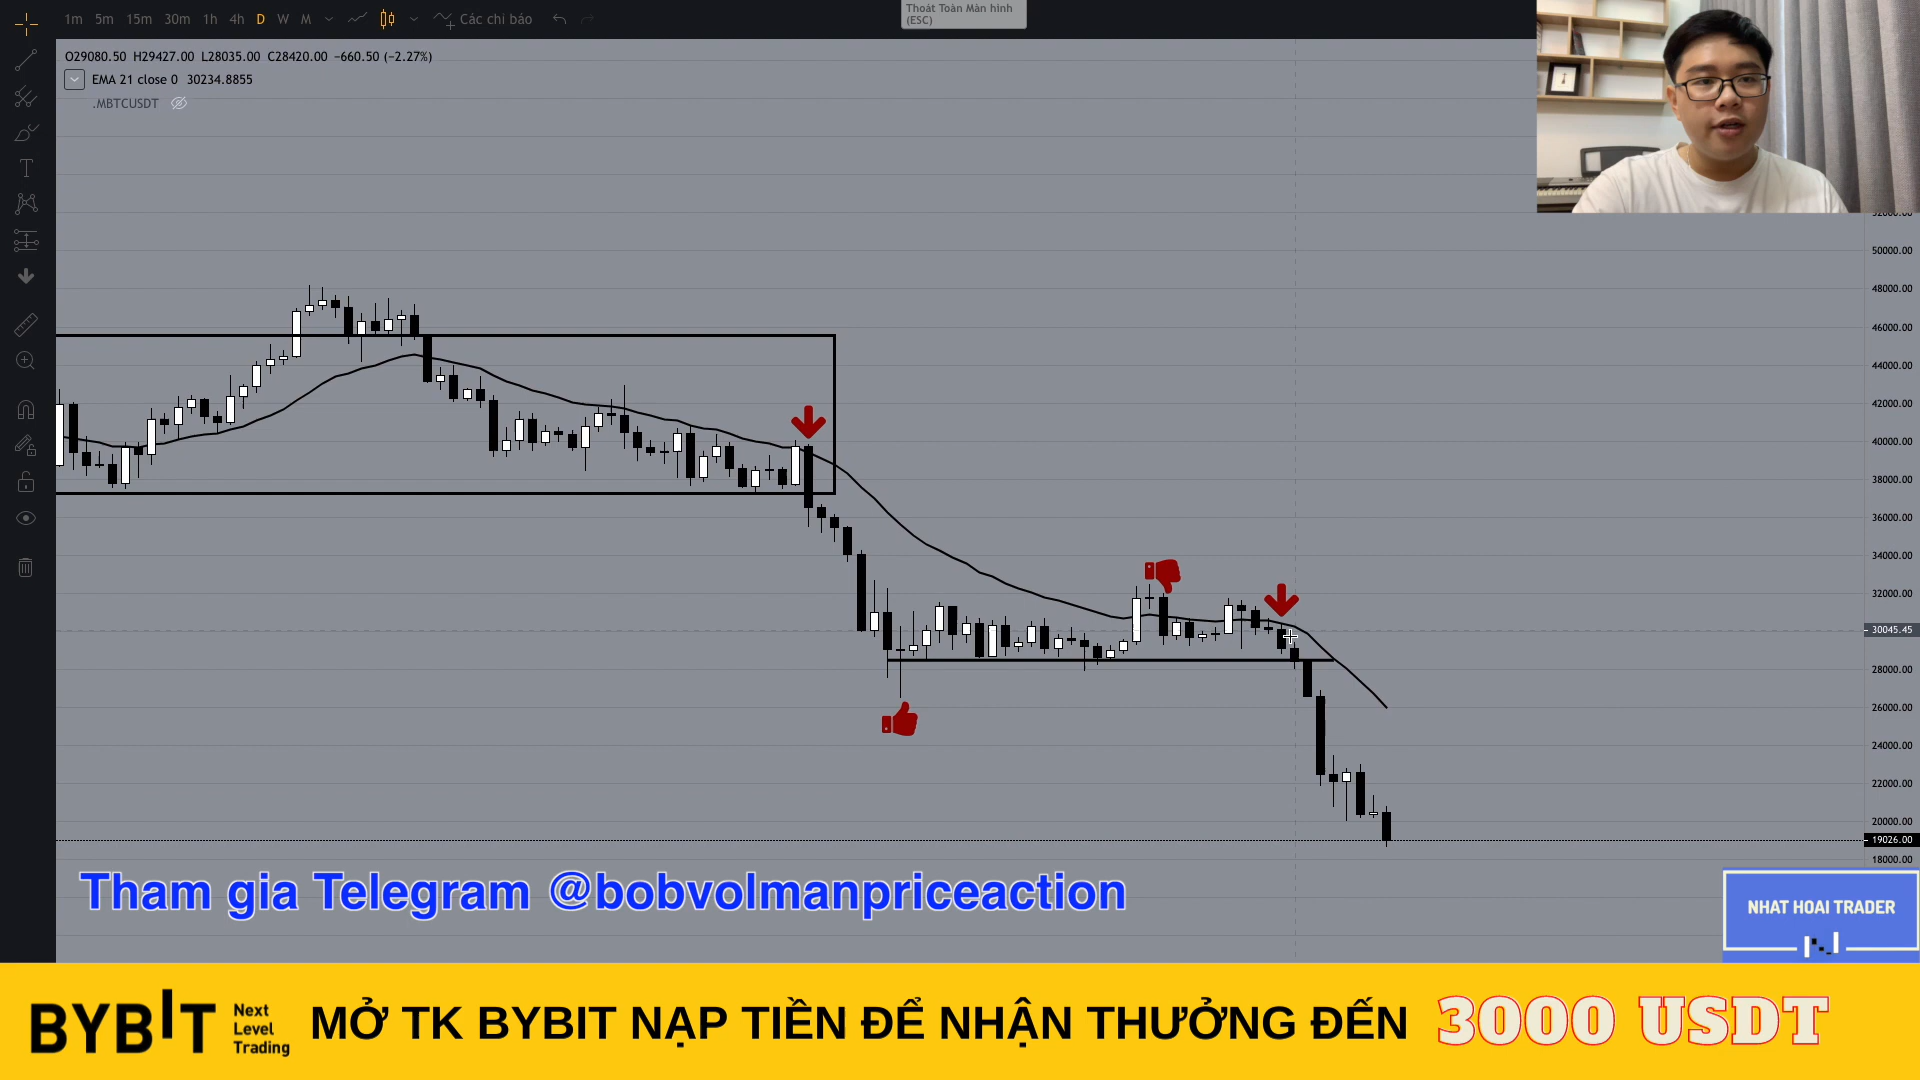 1m 5m 15m 30m 1h 4h D W M Các chỉ báo
Thoát Toàn Màn hình
(ESC)
O29080.50 H29427.00 L28035.00 C28420.00 −660.50 (−2.27%)
EMA 21 close 0 30234.8855
.MBTCUSDT
50000.00
48000.00
46000.00
44000.00
42000.00
40000.00
38000.00
36000.00
34000.00
32000.00
30045.45
28000.00
26000.00
24000.00
22000.00
20000.00
19026.00
18000.00
Tham gia Telegram @bobvolmanpriceaction
NHAT HOAI TRADER
BYBIT
Next
Level
Trading
MỞ TK BYBIT NẠP TIỀN ĐỂ NHẬN THƯỞNG ĐẾN 3000 USDT